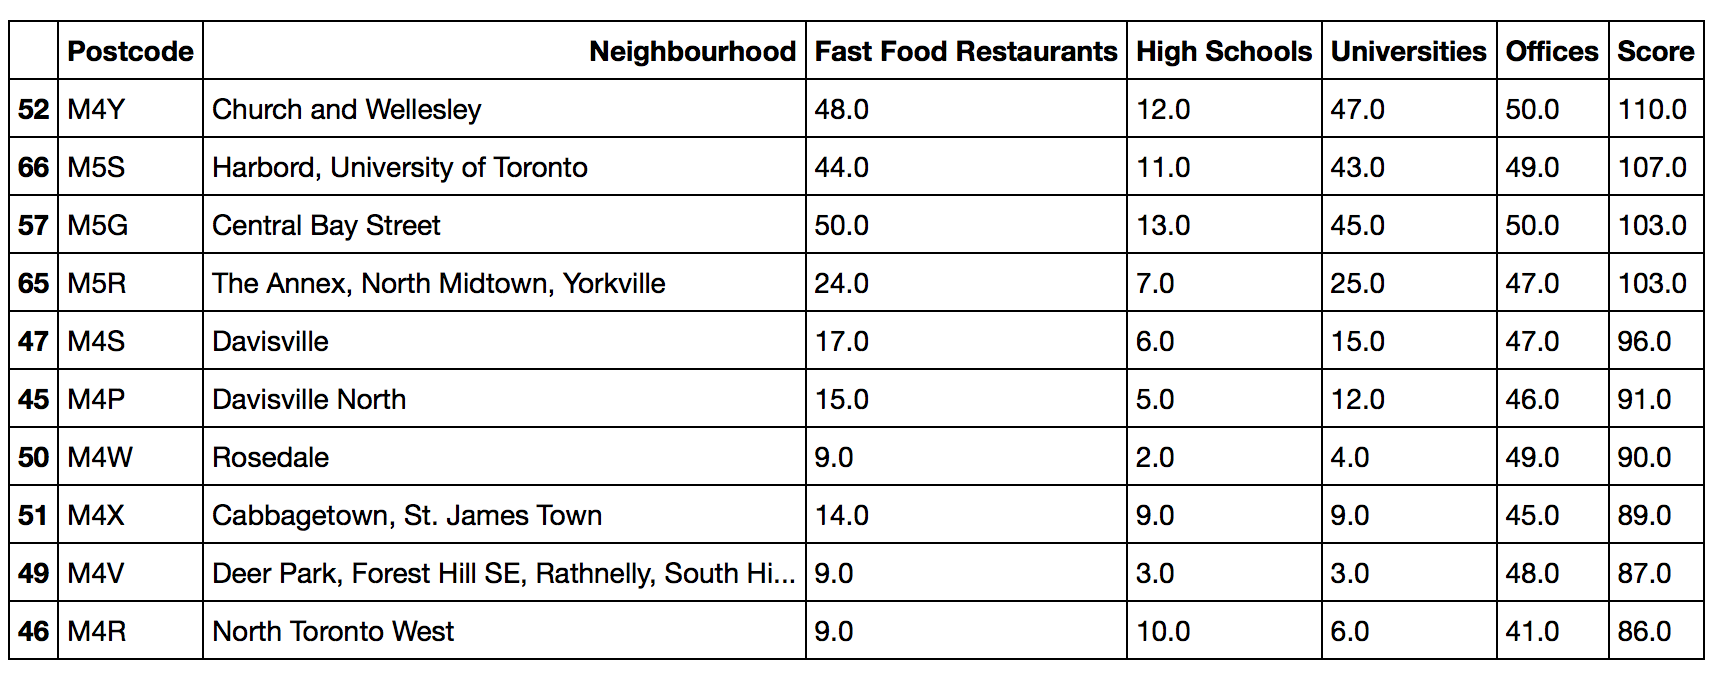 Postcode Neighbourhood Fast Food Restaurants High Schools Universities Offices Score
52 M4Y Church and Wellesley 48.0 12.0 47.0 50.0 110.0
66 M5S Harbord, University of Toronto 44.0 11.0 43.0 49.0 107.0
57 M5G Central Bay Street 50.0 13.0 45.0 50.0 103.0
65 M5R The Annex, North Midtown, Yorkville 24.0 7.0 25.0 47.0 103.0
47 M4S Davisville 17.0 6.0 15.0 47.0 96.0
45 M4P Davisville North 15.0 5.0 12.0 46.0 91.0
50 M4W Rosedale 9.0 2.0 4.0 49.0 90.0
51 M4X Cabbagetown, St. James Town 14.0 9.0 9.0 45.0 89.0
49 M4V Deer Park, Forest Hill SE, Rathnelly, South Hi... 9.0 3.0 3.0 48.0 87.0
46 M4R North Toronto West 9.0 10.0 6.0 41.0 86.0